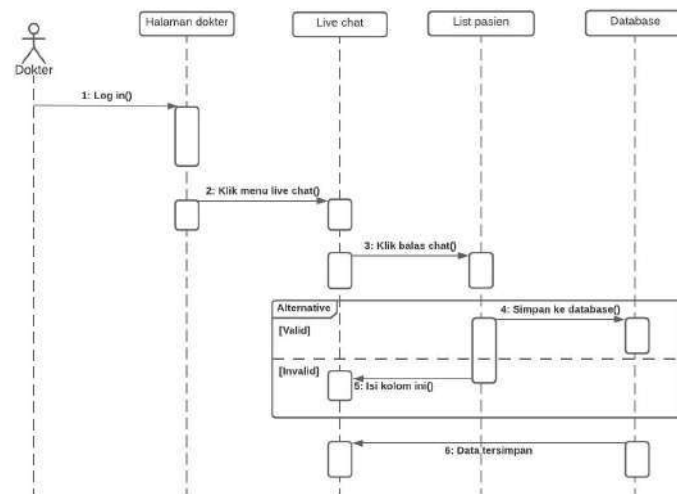 Halaman dokter
Live chat
List pasien
Database
Dokter
1: Log in()
2: Klik menu live chat()
3: Klik balas chat()
Alternative
4: Simpan ke database()
[Valid]
[Invalid]
5: Isi kolom ini()
6: Data tersimpan